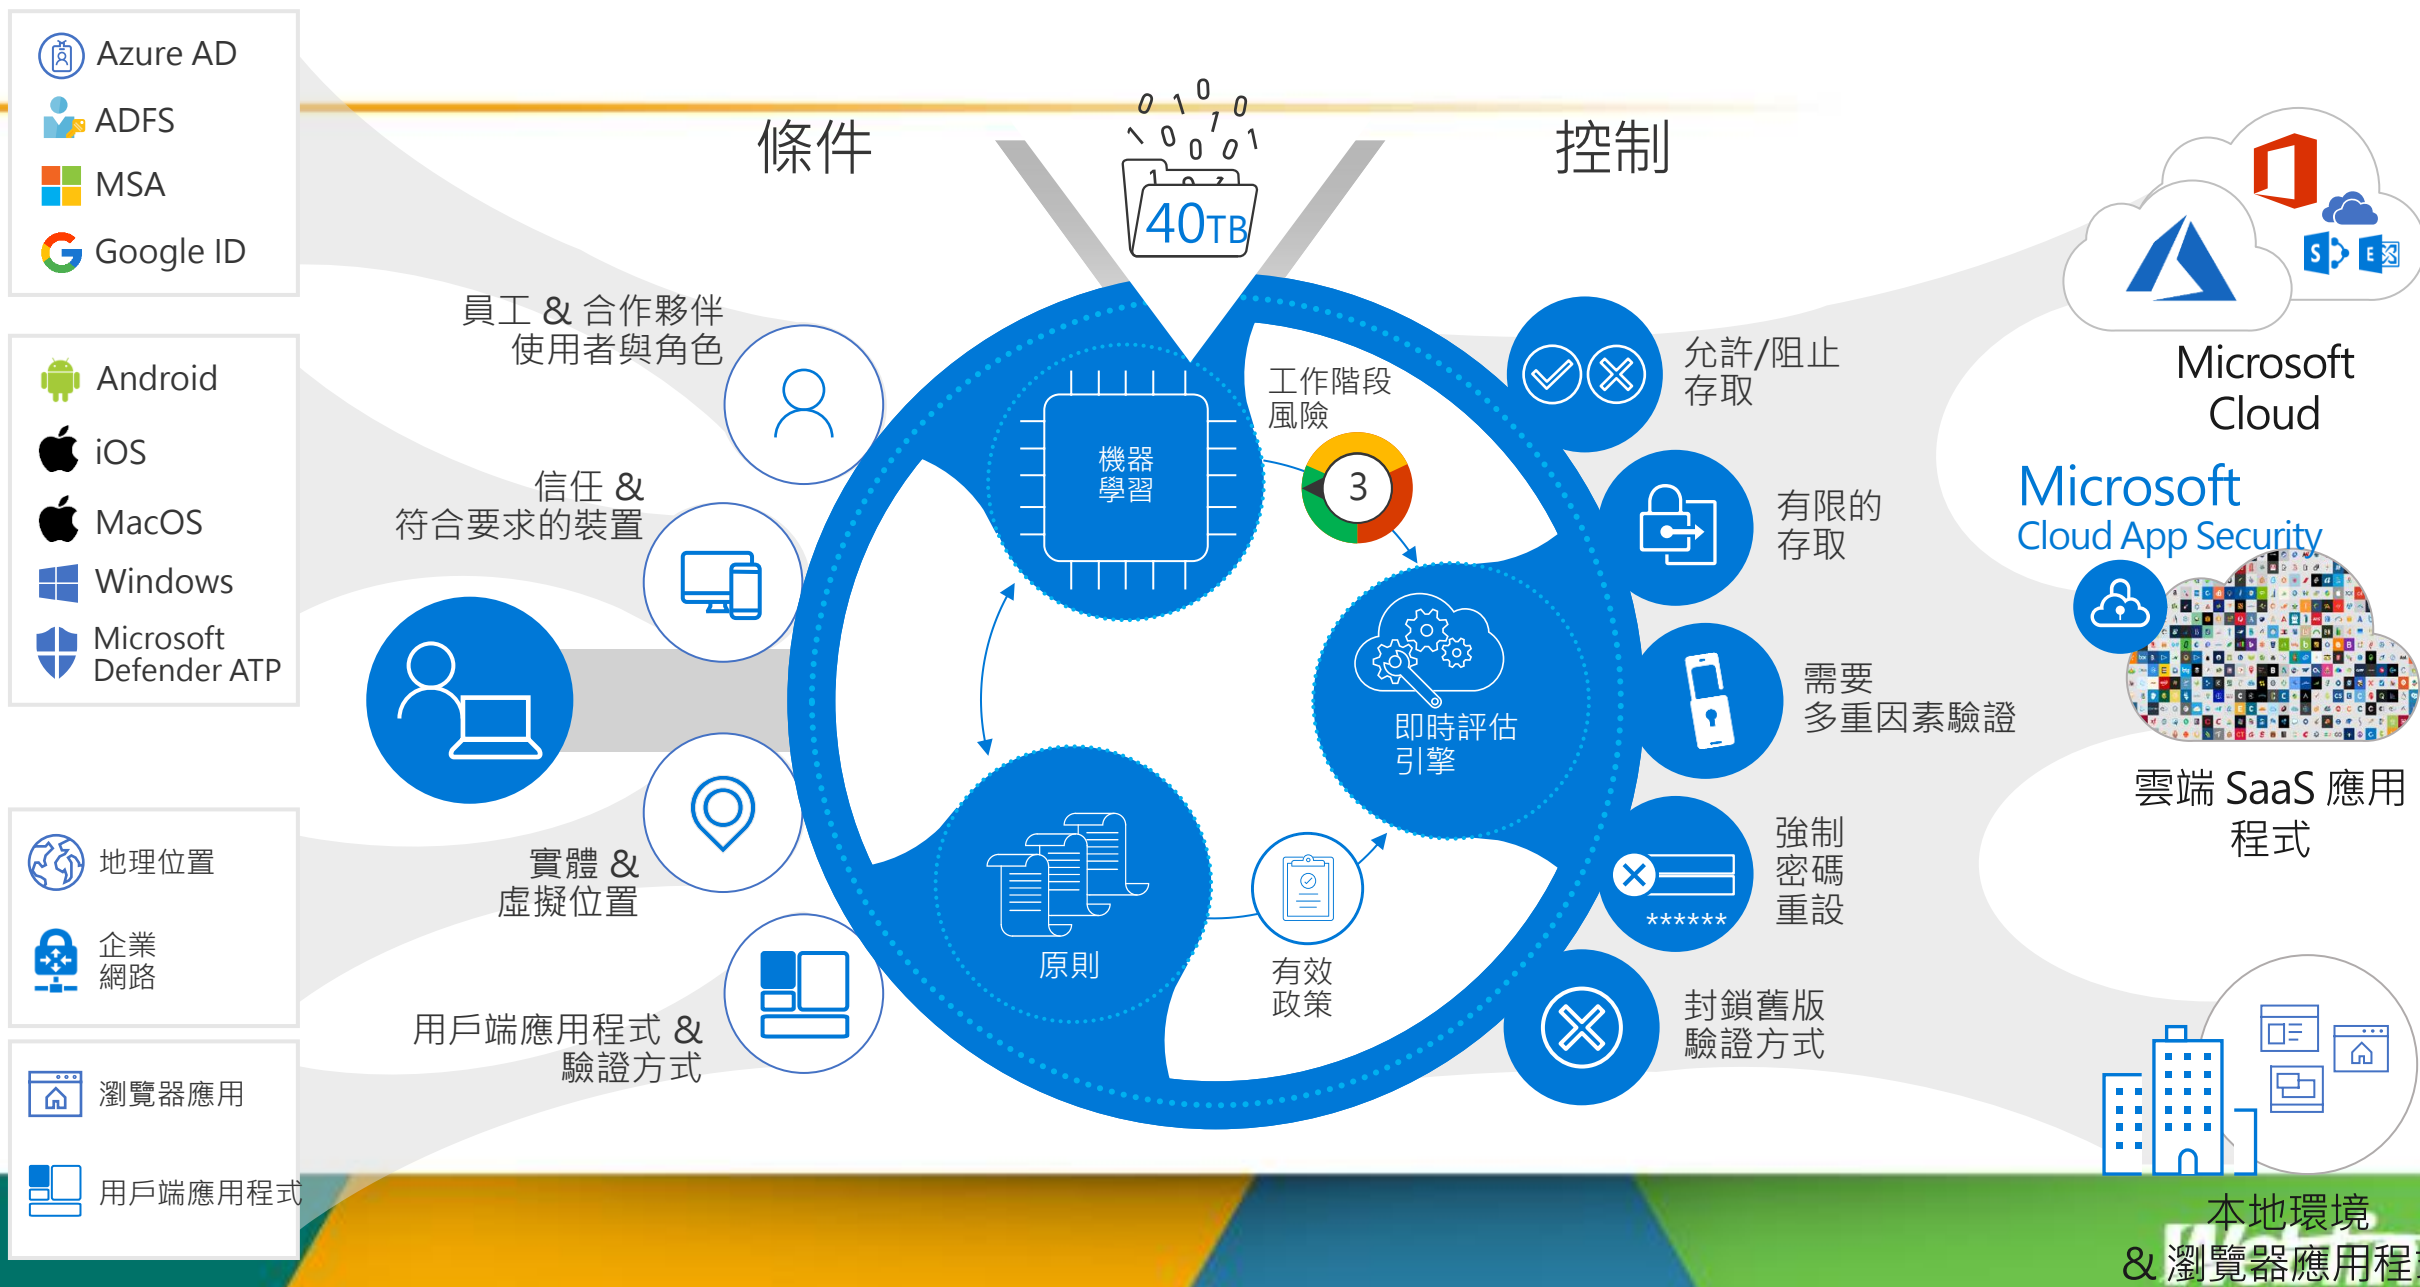 Azure AD
ADFS
MSA
Google ID
Android
iOS
MacOS
Windows
Microsoft
Defender ATP
地理位置
企業
網路
瀏覽器應用
用戶端應用程式
條件
員工 & 合作夥伴
使用者與角色
信任 &
符合要求的裝置
實體 &
虛擬位置
用戶端應用程式 &
驗證方式
0 1 0 1 0
1 0 0 0 1
40TB
機器
學習
工作階段
風險
3
即時評估
引擎
原則
有效
政策
控制
允許/阻止
存取
有限的
存取
需要
多重因素驗證
******
強制
密碼
重設
封鎖舊版
驗證方式
S
E
Microsoft
Cloud
Microsoft
Cloud App Security
雲端 SaaS 應用
程式
本地環境
& 瀏覽器應用程